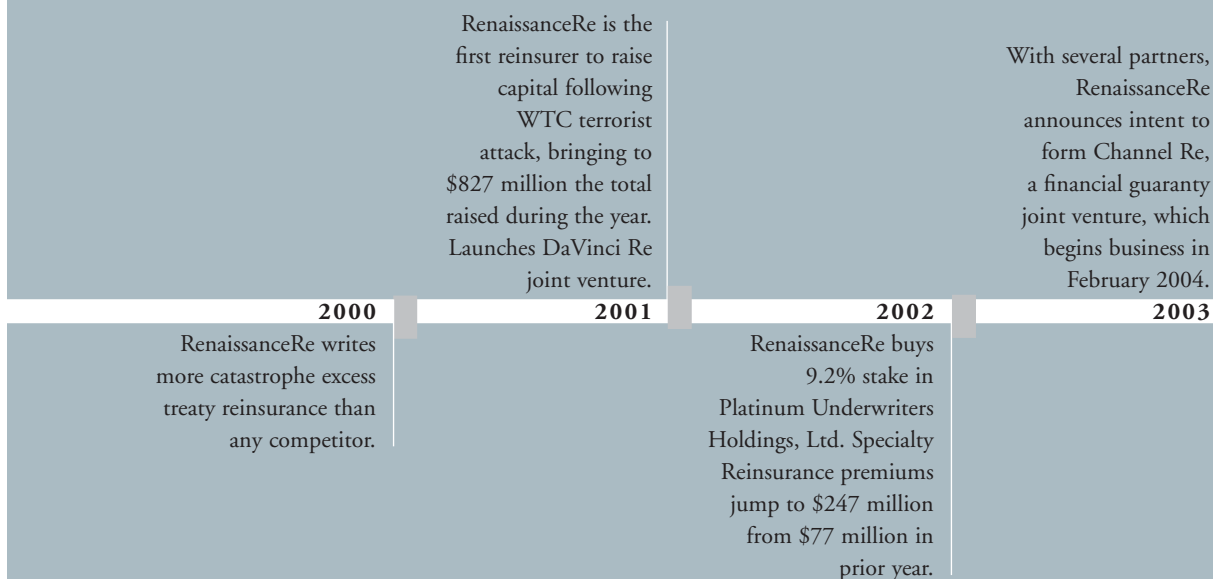 RenaissanceRe is the
first reinsurer to raise
capital following
WTC terrorist
attack, bringing to
$827 million the total
raised during the year.
Launches DaVinci Re
joint venture.
With several partners,
RenaissanceRe
announces intent to
form Channel Re,
a financial guaranty
joint venture, which
begins business in
February 2004.
2000 2001 2002 2003
RenaissanceRe writes
more catastrophe excess
treaty reinsurance than
any competitor.
RenaissanceRe buys
9.2% stake in
Platinum Underwriters
Holdings, Ltd. Specialty
Reinsurance premiums
jump to $247 million
from $77 million in
prior year.